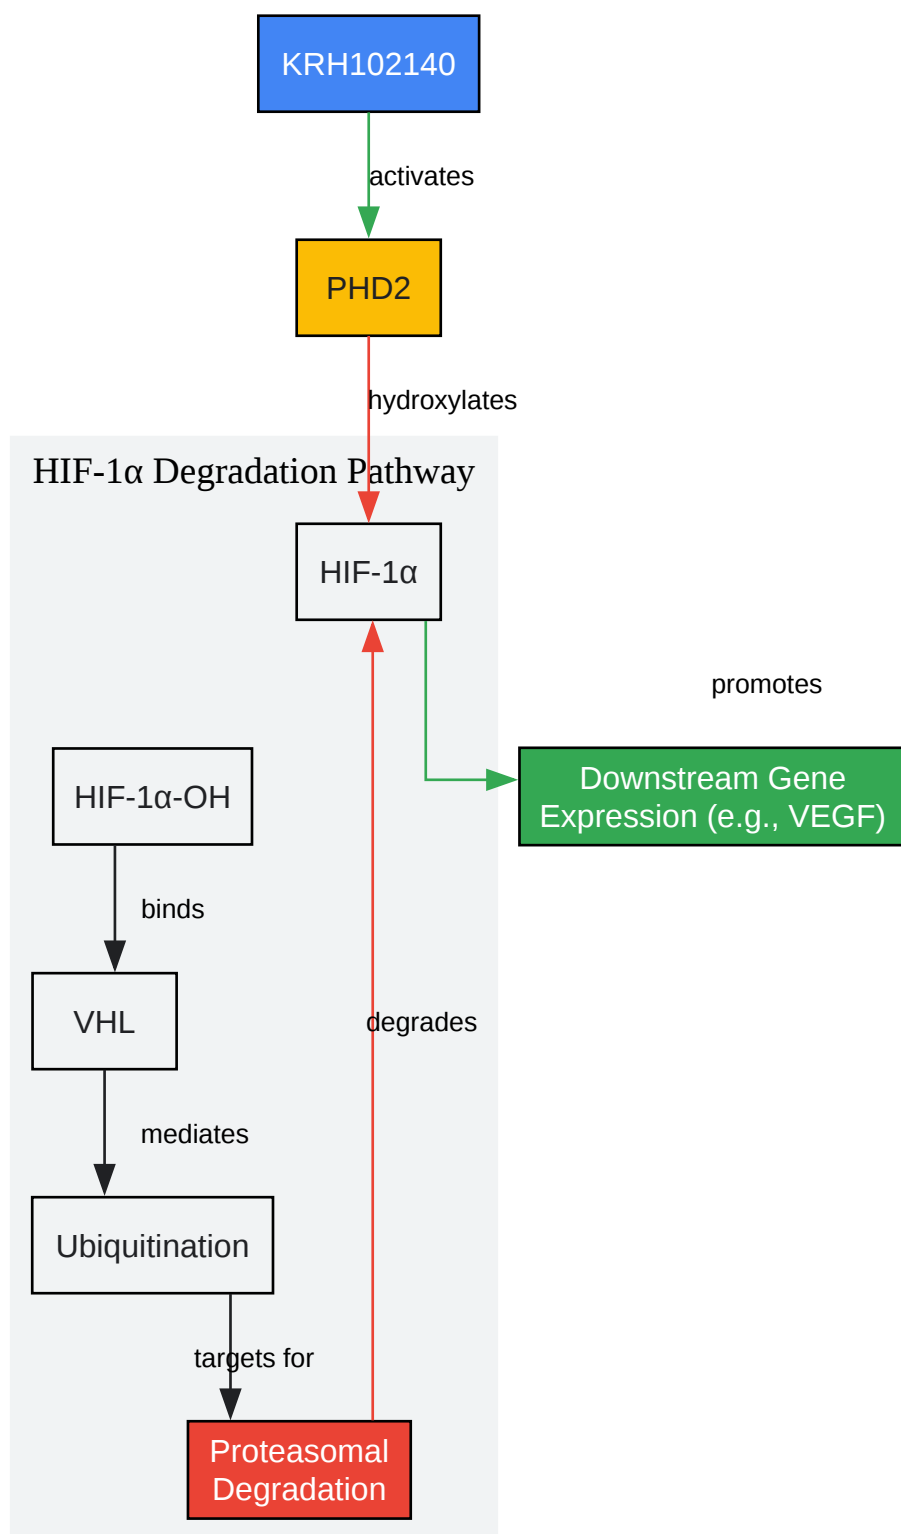 KRH102140
activates
PHD2
hydroxylates
HIF-1α Degradation Pathway
HIF-1α
promotes
Downstream Gene
Expression (e.g., VEGF)
HIF-1α-OH
binds
VHL
degrades
mediates
Ubiquitination
targets for
Proteasomal
Degradation